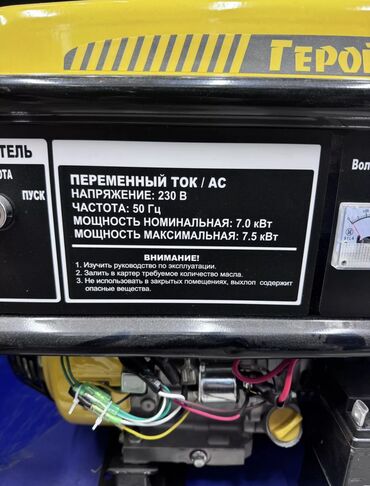 ГЕРОЙ
ТЕЛЬ
ОТА
ПУСК
ПЕРЕМЕННЫЙ ТОК / AC
НАПРЯЖЕНИЕ: 230 В
ЧАСТОТА: 50 Гц
МОЩНОСТЬ НОМИНАЛЬНАЯ: 7.0 кВт
МОЩНОСТЬ МАКСИМАЛЬНАЯ: 7.5 кВт
ВНИМАНИЕ!
1. Изучить руководство по эксплуатации.
2. Залить в картер требуемое количество масла.
3. Не использовать в закрытых помещениях, выхлоп содержит
опасные вещества.
Вол